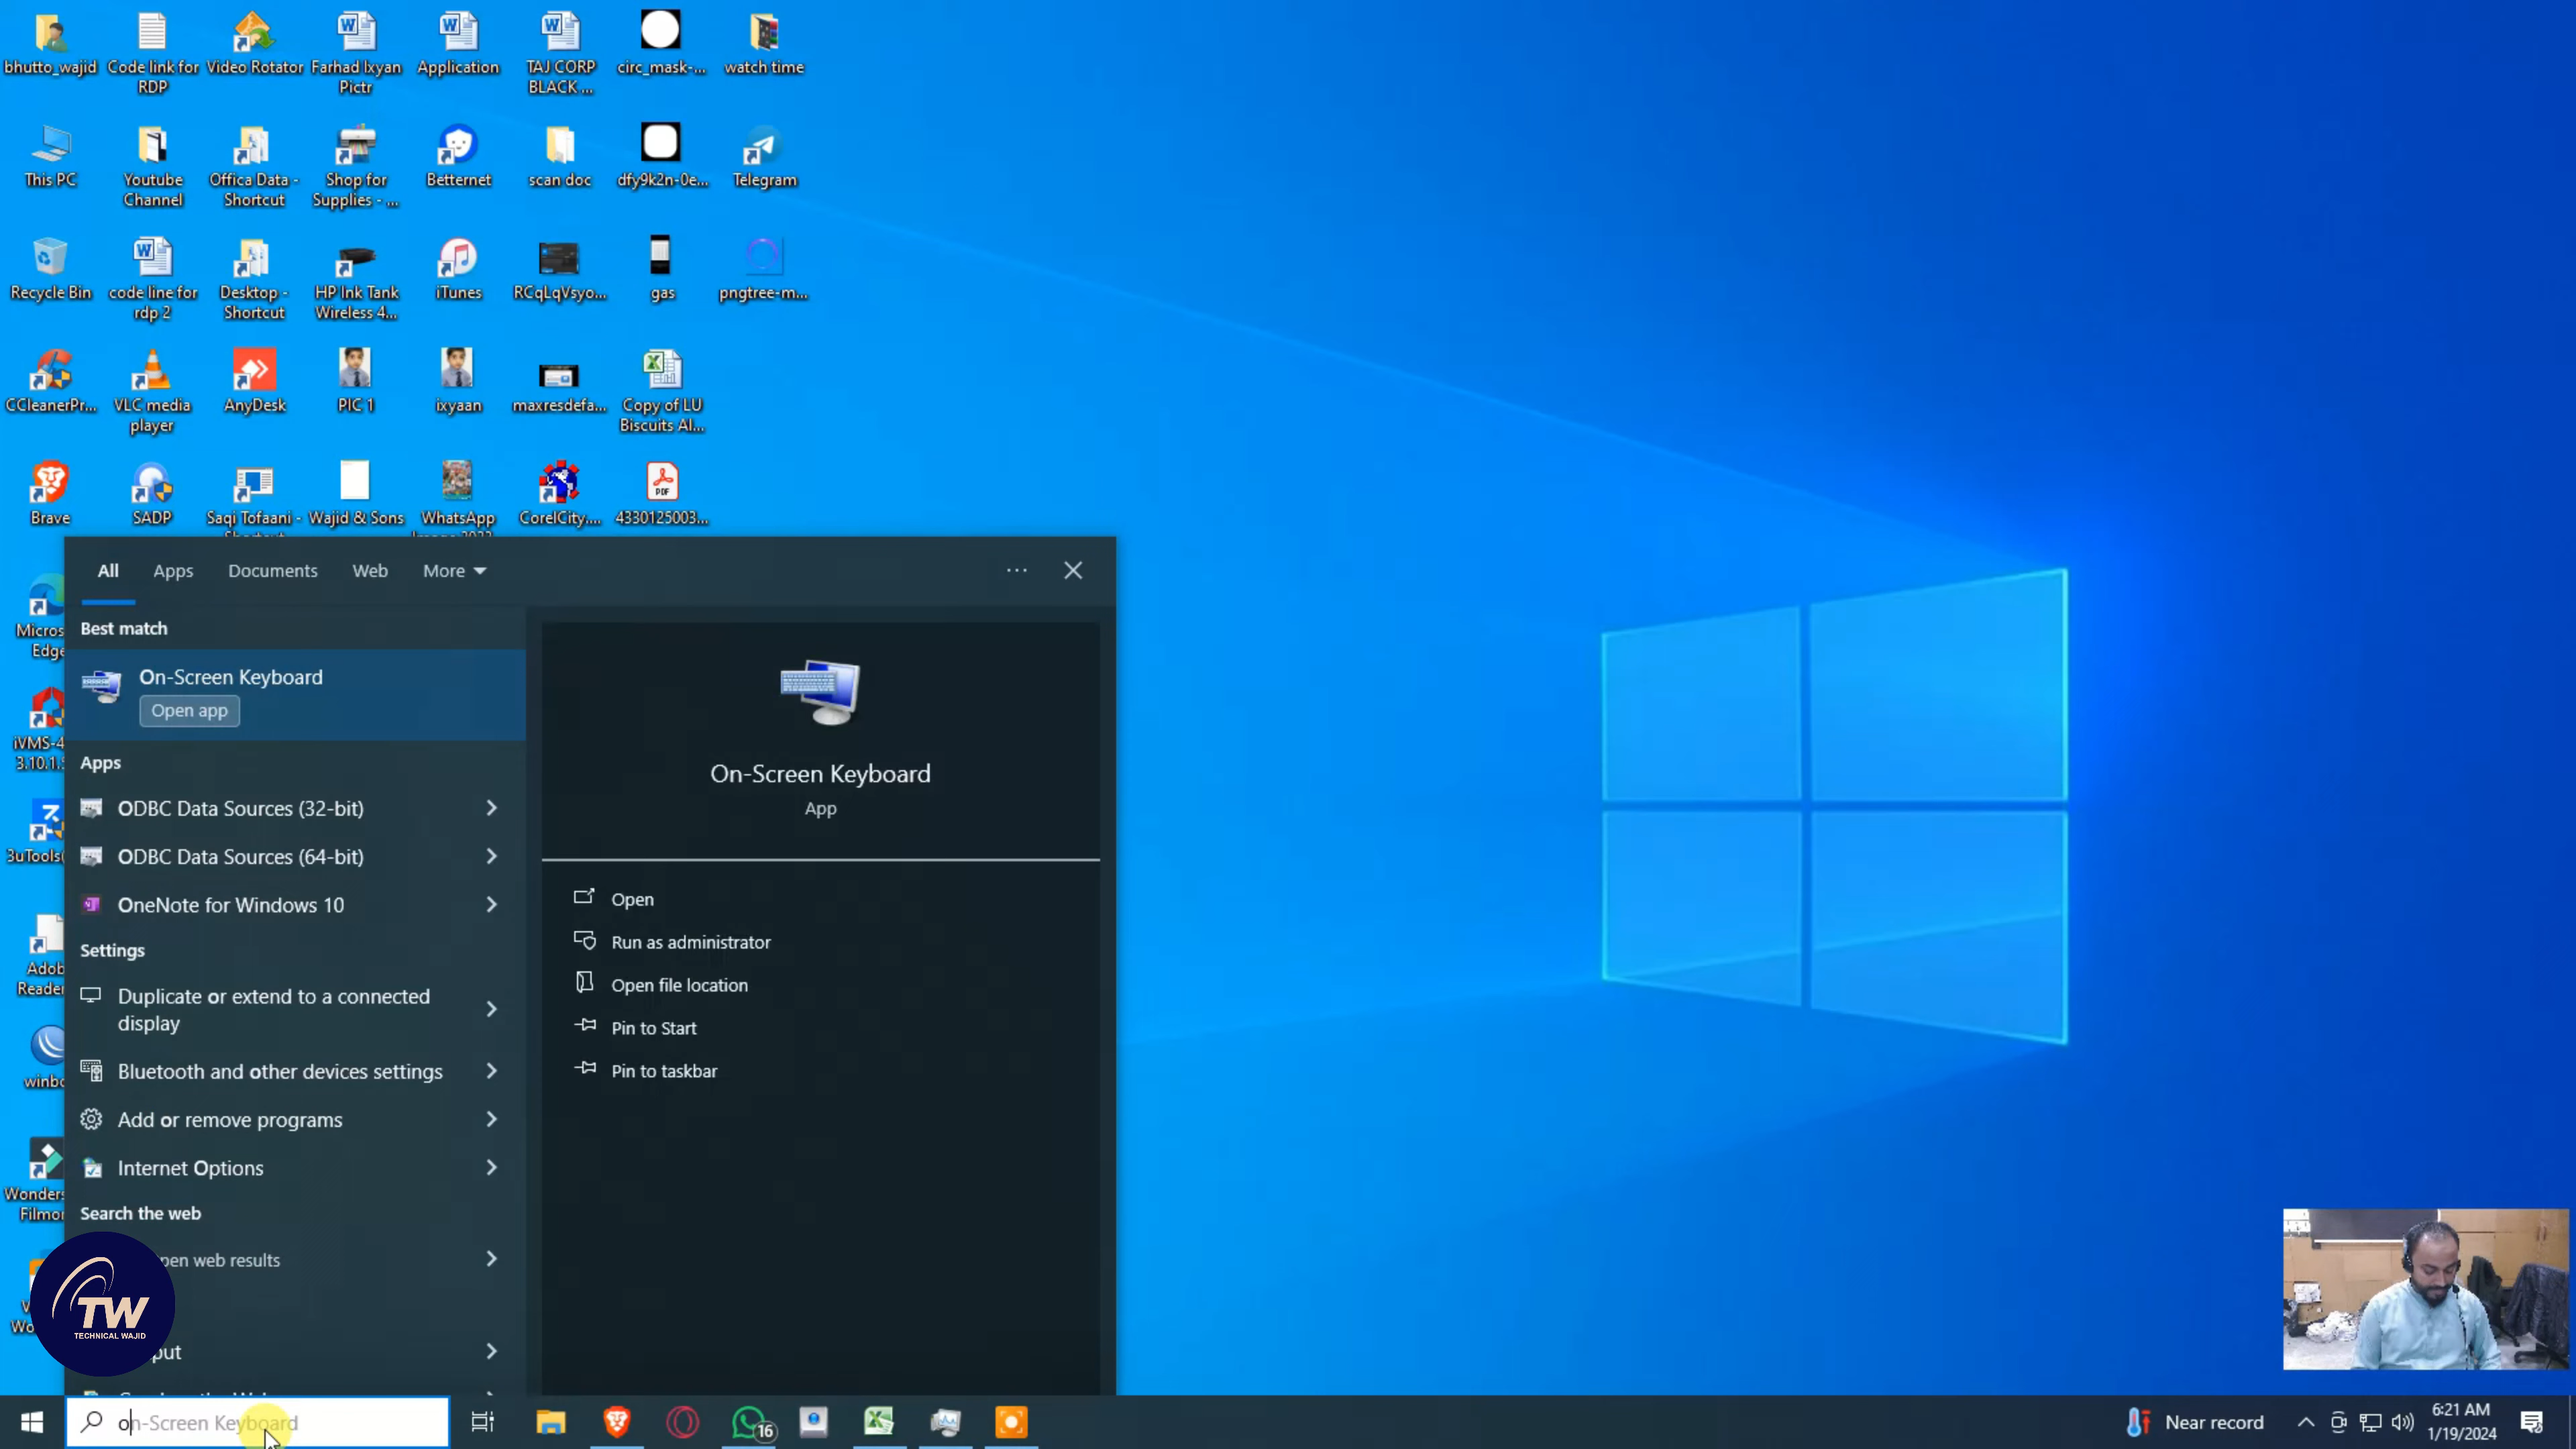 bhutto_wajid
Code link for
RDP
Video Rotator
Farhad Ixyan
Pictr
Application
TAJ CORP
BLACK ...
circ_mask-...
watch time
This PC
Youtube
Channel
Offica Data -
Shortcut
Shop for
Supplies - ...
Betternet
scan doc
dfy9k2n-0e...
Telegram
Recycle Bin
code line for
rdp 2
Desktop -
Shortcut
HP Ink Tank
Wireless 4...
iTunes
RCqLqVsyo...
gas
pngtree-m...
CCleanerPr...
VLC media
player
AnyDesk
PIC 1
ixyaan
maxresdefa...
Copy of LU
Biscuits Al...
Brave
SADP
Saqi Tofaani -
Wajid & Sons
WhatsApp
CorelCity....
PDF
4330125003...
Micros
Edge
iVMS-4
3.10.1.
3uTools(
Adob
Reader
winbo
Wonders
Filmor
All
Apps
Documents
Web
More
Best match
On-Screen Keyboard
Open app
Apps
ODBC Data Sources (32-bit)
ODBC Data Sources (64-bit)
OneNote for Windows 10
Settings
Duplicate or extend to a connected
display
Bluetooth and other devices settings
Add or remove programs
Internet Options
Search the web
pen web results
put
On-Screen Keyboard
App
Open
Run as administrator
Open file location
Pin to Start
Pin to taskbar
TW
TECHNICAL WAJID
on-Screen Keyboard
16
Near record
6:21 AM
1/19/2024